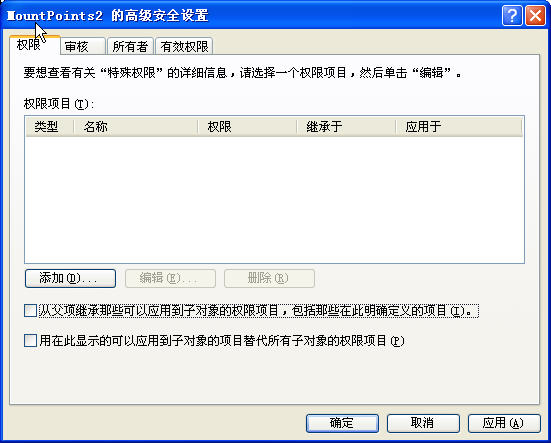 MountPoints2 的高级安全设置
权限 审核 所有者 有效权限
要想查看有关“特殊权限”的详细信息，请选择一个权限项目，然后单击“编辑”。
权限项目(T):
类型 名称 权限 继承于 应用于
添加(D)... 编辑(E)... 删除(R)
从父项继承那些可以应用到子对象的权限项目，包括那些在此明确定义的项目(I)。
用在此显示的可以应用到子对象的项目替代所有子对象的权限项目(P)
确定 取消 应用(A)